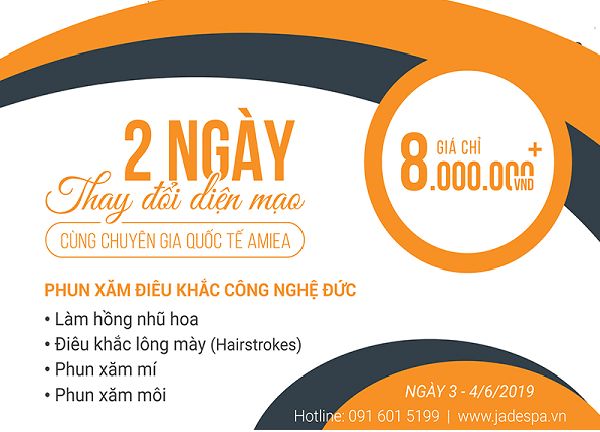 2 NGÀY
Thay đổi diện mạo
CÙNG CHUYÊN GIA QUỐC TẾ AMIEA
GIÁ CHỈ
8.000.000+
VND
PHUN XĂM ĐIÊU KHẮC CÔNG NGHỆ ĐỨC
• Làm hồng nhũ hoa
• Điêu khắc lông mày (Hairstrokes)
• Phun xăm mí
• Phun xăm môi
NGÀY 3 - 4/6/2019
Hotline: 091 601 5199 | www.jadespa.vn